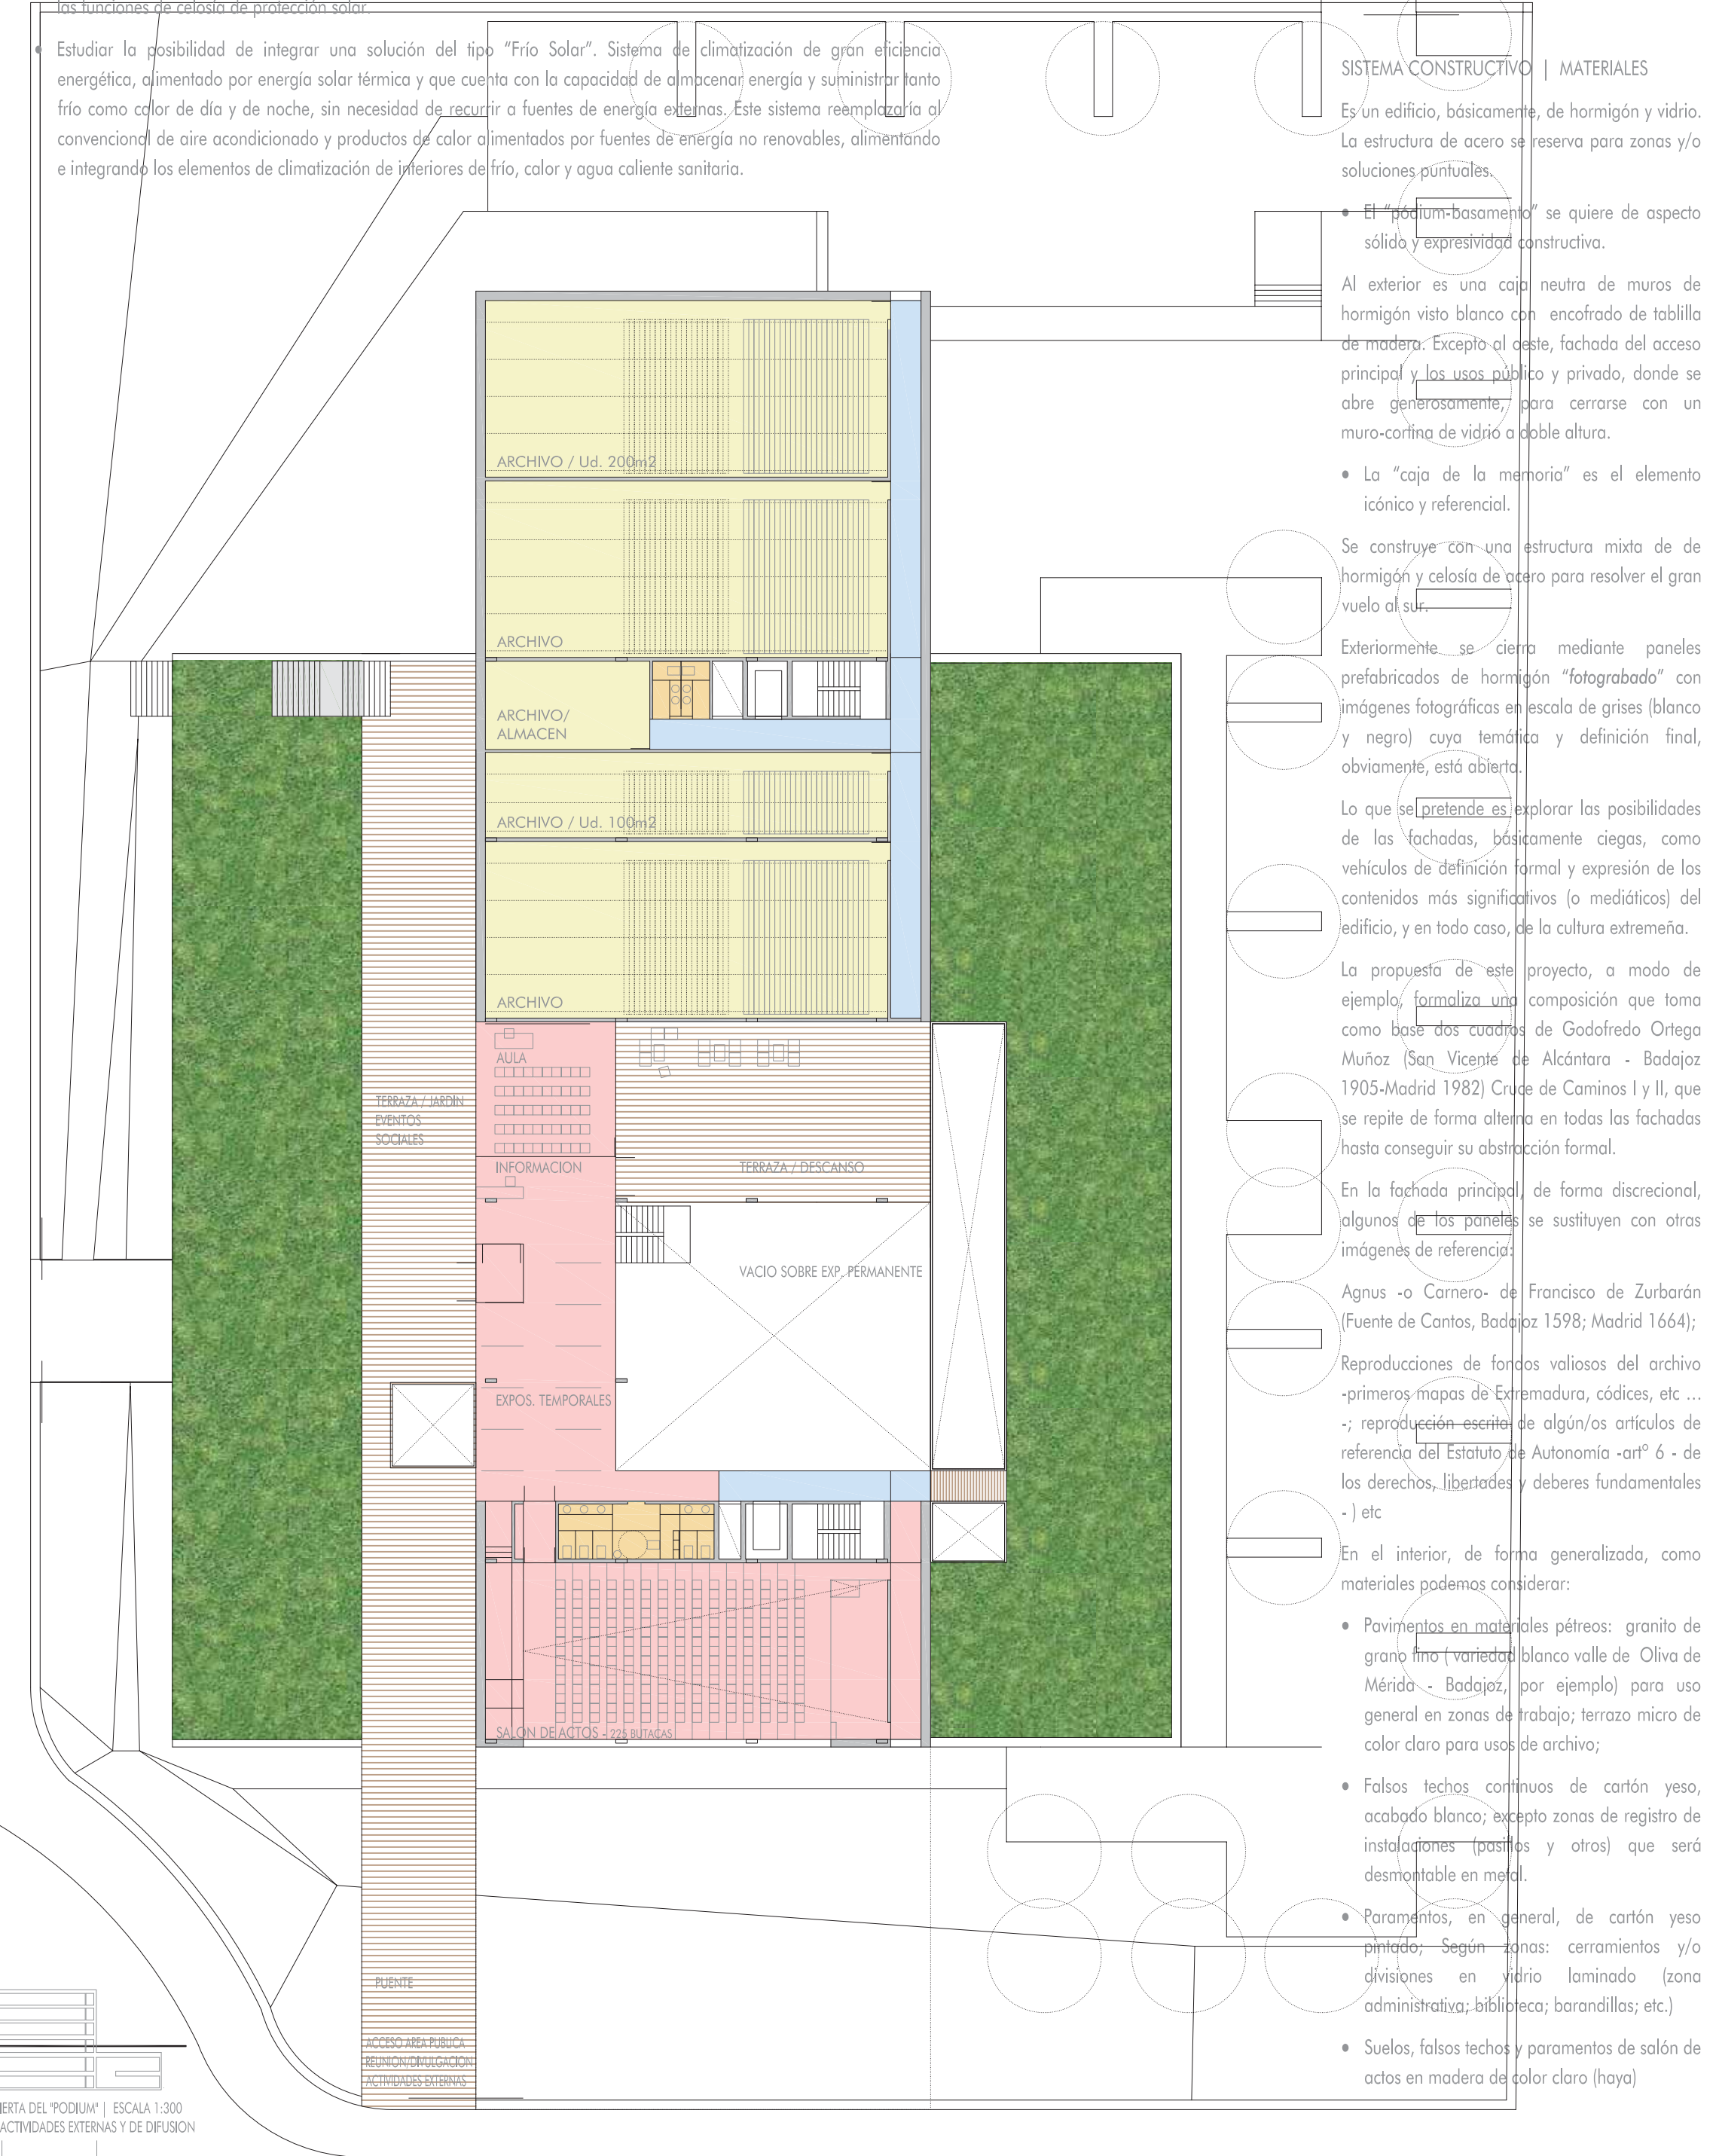 las funciones de celosía de protección solar.
• Estudiar la posibilidad de integrar una solución del tipo “Frío Solar”. Sistema de climatización de gran eficiencia
energética, alimentado por energía solar térmica y que cuenta con la capacidad de almacenar energía y suministrar tanto
frío como calor de día y de noche, sin necesidad de recurrir a fuentes de energía externas. Este sistema reemplazaría al
convencional de aire acondicionado y productos de calor alimentados por fuentes de energía no renovables, alimentando
e integrando los elementos de climatización de interiores de frío, calor y agua caliente sanitaria.
ARCHIVO / Ud. 200m2
ARCHIVO
ARCHIVO/
ALMACEN
ARCHIVO / Ud. 100m2
ARCHIVO
AULA
TERRAZA / JARDIN
EVENTOS
SOCIALES
INFORMACION
TERRAZA / DESCANSO
VACIO SOBRE EXP. PERMANENTE
EXPOS. TEMPORALES
SALON DE ACTOS - 225 BUTACAS
PUENTE
ACCESO AREA PUBLICA
REUNION/DIVULGACION
ACTIVIDADES EXTERNAS
IERTA DEL "PODIUM" | ESCALA 1:300
ACTIVIDADES EXTERNAS Y DE DIFUSION
SISTEMA CONSTRUCTIVO | MATERIALES
Es un edificio, básicamente, de hormigón y vidrio.
La estructura de acero se reserva para zonas y/o
soluciones puntuales.
• El “pódium-basamento” se quiere de aspecto
sólido y expresividad constructiva.
Al exterior es una caja neutra de muros de
hormigón visto blanco con encofrado de tablilla
de madera. Excepto al oeste, fachada del acceso
principal y los usos público y privado, donde se
abre generosamente, para cerrarse con un
muro-cortina de vidrio a doble altura.
• La “caja de la memoria” es el elemento
icónico y referencial.
Se construye con una estructura mixta de de
hormigón y celosía de acero para resolver el gran
vuelo al sur.
Exteriormente se cierra mediante paneles
prefabricados de hormigón “fotograbado” con
imágenes fotográficas en escala de grises (blanco
y negro) cuya temática y definición final,
obviamente, está abierta.
Lo que se pretende es explorar las posibilidades
de las fachadas, básicamente ciegas, como
vehículos de definición formal y expresión de los
contenidos más significativos (o mediáticos) del
edificio, y en todo caso, de la cultura extremeña.
La propuesta de este proyecto, a modo de
ejemplo, formaliza una composición que toma
como base dos cuadros de Godofredo Ortega
Muñoz (San Vicente de Alcántara - Badajoz
1905-Madrid 1982) Cruce de Caminos I y II, que
se repite de forma alterna en todas las fachadas
hasta conseguir su abstracción formal.
En la fachada principal, de forma discrecional,
algunos de los paneles se sustituyen con otras
imágenes de referencia:
Agnus -o Carnero- de Francisco de Zurbarán
(Fuente de Cantos, Badajoz 1598; Madrid 1664);
Reproducciones de fondos valiosos del archivo
-primeros mapas de Extremadura, códices, etc ...
-; reproducción escrita de algún/os artículos de
referencia del Estatuto de Autonomía -artº 6 - de
los derechos, libertades y deberes fundamentales
- ) etc
En el interior, de forma generalizada, como
materiales podemos considerar:
• Pavimentos en materiales pétreos: granito de
grano fino ( variedad blanco valle de Oliva de
Mérida - Badajoz, por ejemplo) para uso
general en zonas de trabajo; terrazo micro de
color claro para usos de archivo;
• Falsos techos continuos de cartón yeso,
acabado blanco; excepto zonas de registro de
instalaciones (pasillos y otros) que será
desmontable en metal.
• Paramentos, en general, de cartón yeso
pintado; Según zonas: cerramientos y/o
divisiones en vidrio laminado (zona
administrativa; biblioteca; barandillas; etc.)
• Suelos, falsos techos y paramentos de salón de
actos en madera de color claro (haya)